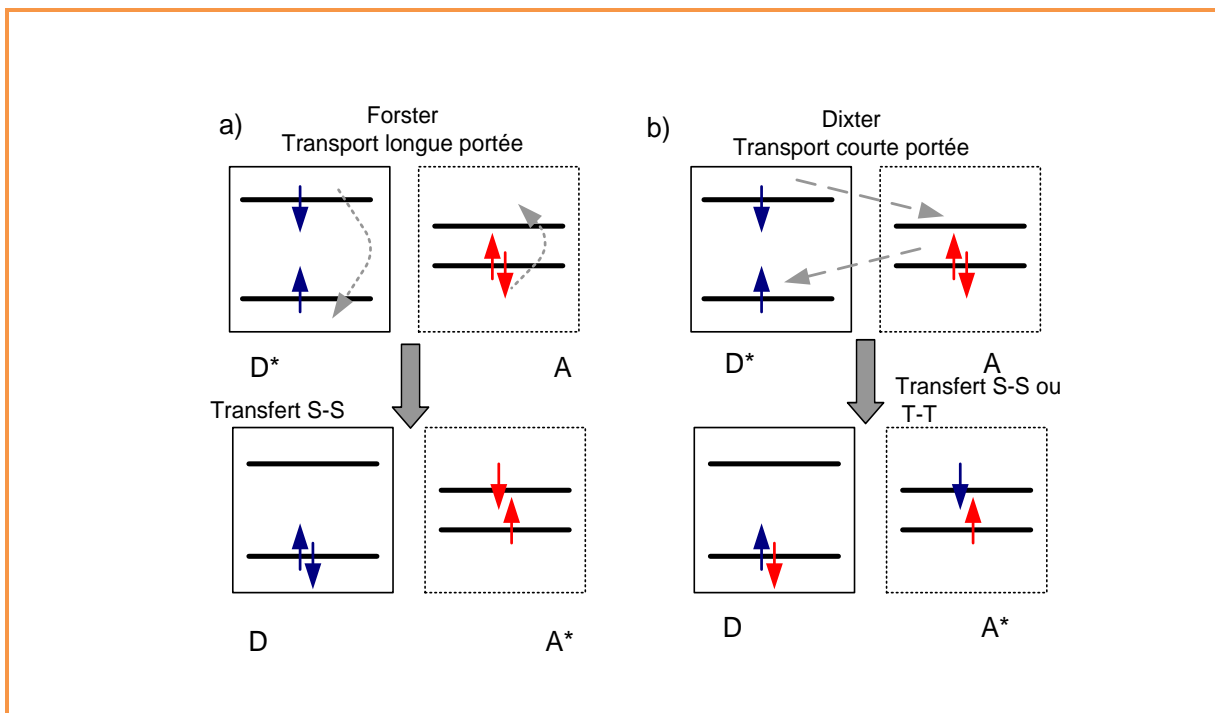 a)
Forster
Transport longue portée
D*
A
Transfert S-S
D
A*
b)
Dixter
Transport courte portée
D*
A
Transfert S-S ou
T-T
D
A*